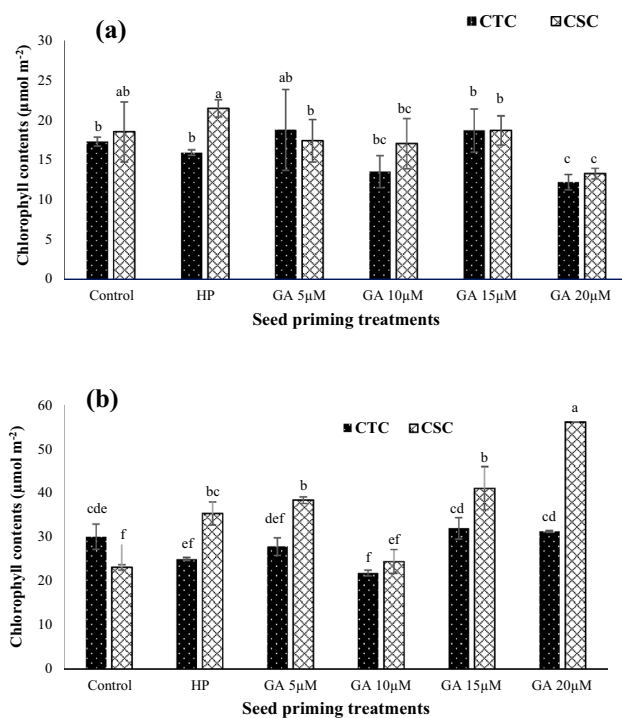 (a)
CTC CSC
Chlorophyll contents (µmol m-2)
30
25
20
15
10
5
0
b ab b a ab b bc bc b b c c
Control HP GA 5µM GA 10µM GA 15µM GA 20µM
Seed priming treatments
(b)
CTC CSC
Chlorophyll contents (µmol m-2)
60
50
40
30
20
10
0
cde f ef bc def b f ef cd b cd a
Control HP GA 5µM GA 10µM GA 15µM GA 20µM
Seed priming treatments